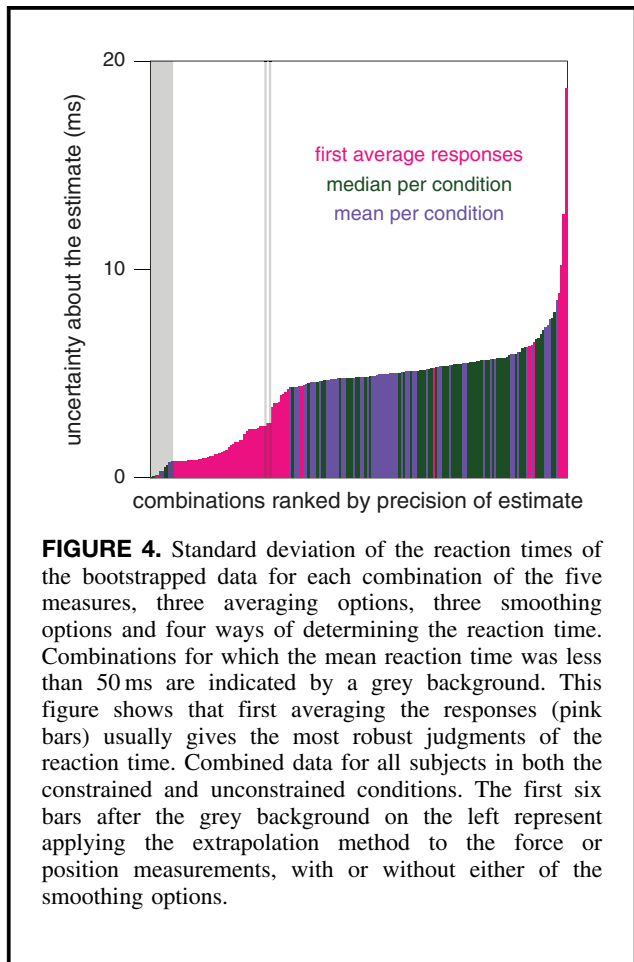 20
10
0
uncertainty about the estimate (ms)
first average responses
median per condition
mean per condition
combinations ranked by precision of estimate
FIGURE 4. Standard deviation of the reaction times of
the bootstrapped data for each combination of the five
measures, three averaging options, three smoothing
options and four ways of determining the reaction time.
Combinations for which the mean reaction time was less
than 50 ms are indicated by a grey background. This
figure shows that first averaging the responses (pink
bars) usually gives the most robust judgments of the
reaction time. Combined data for all subjects in both the
constrained and unconstrained conditions. The first six
bars after the grey background on the left represent
applying the extrapolation method to the force or
position measurements, with or without either of the
smoothing options.